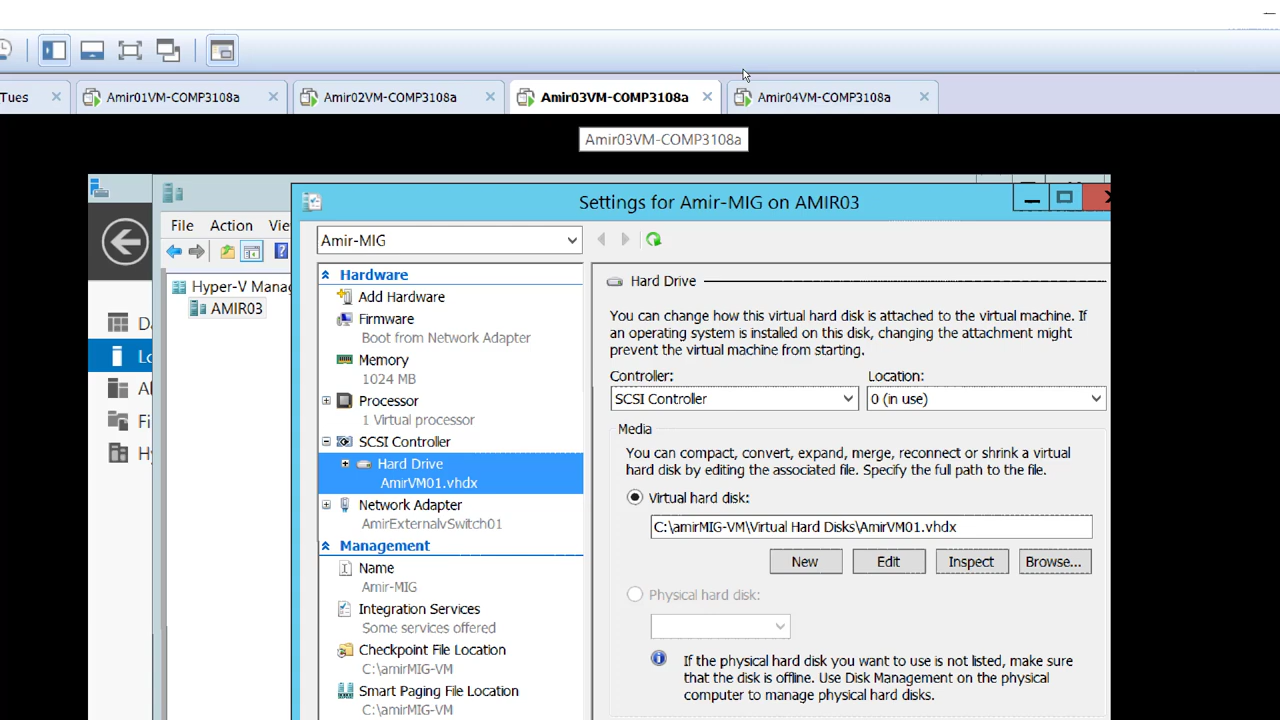 Tues
Amir01VM-COMP3108a
Amir02VM-COMP3108a
Amir03VM-COMP3108a
Amir04VM-COMP3108a
Amir03VM-COMP3108a
Settings for Amir-MIG on AMIR03
File Action Vie
Amir-MIG
Hyper-V Mana
AMIR03
D
Lo
Al
Fi
Hy
Hardware
Add Hardware
Firmware
Boot from Network Adapter
Memory
1024 MB
Processor
1 Virtual processor
SCSI Controller
Hard Drive
AmirVM01.vhdx
Network Adapter
AmirExternalvSwitch01
Management
Name
Amir-MIG
Integration Services
Some services offered
Checkpoint File Location
C:\amirMIG-VM
Smart Paging File Location
C:\amirMIG-VM
Hard Drive
You can change how this virtual hard disk is attached to the virtual machine. If
an operating system is installed on this disk, changing the attachment might
prevent the virtual machine from starting.
Controller: Location:
SCSI Controller 0 (in use)
Media
You can compact, convert, expand, merge, reconnect or shrink a virtual
hard disk by editing the associated file. Specify the full path to the file.
Virtual hard disk:
C:\amirMIG-VM\Virtual Hard Disks\AmirVM01.vhdx
New Edit Inspect Browse...
Physical hard disk:
If the physical hard disk you want to use is not listed, make sure
that the disk is offline. Use Disk Management on the physical
computer to manage physical hard disks.